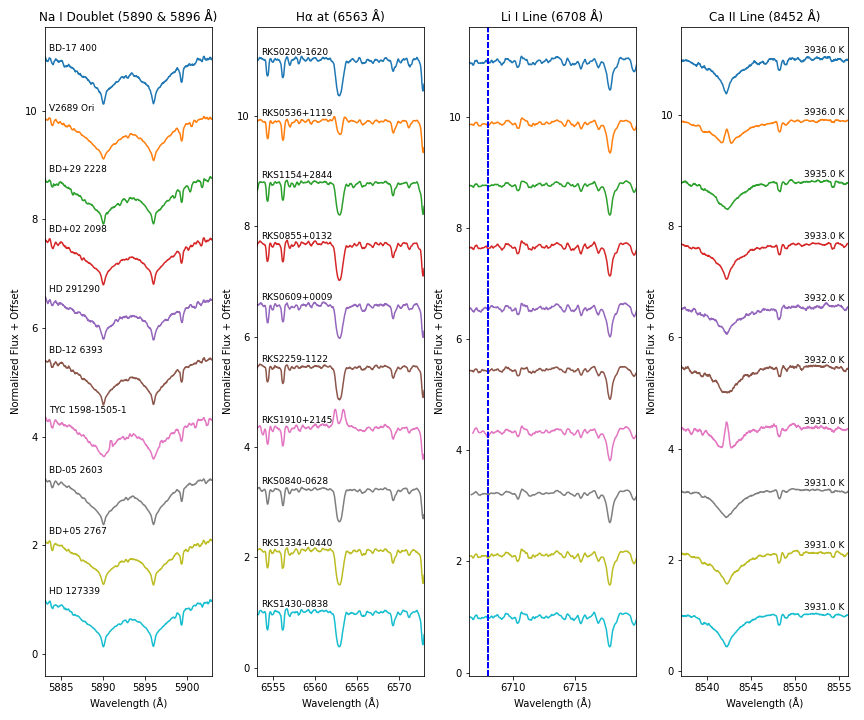 Na I Doublet (5890 & 5896 Å)
Hα at (6563 Å)
Li I Line (6708 Å)
Ca II Line (8452 Å)
BD-17 400
V2689 Ori
BD+29 2228
BD+02 2098
HD 291290
BD-12 6393
TYC 1598-1505-1
BD-05 2603
BD+05 2767
HD 127339
RKS0209-1620
RKS0536+1119
RKS1154+2844
RKS0855+0132
RKS0609+0009
RKS2259-1122
RKS1910+2145
RKS0840-0628
RKS1334+0440
RKS1430-0838
3936.0 K
3936.0 K
3935.0 K
3933.0 K
3932.0 K
3932.0 K
3931.0 K
3931.0 K
3931.0 K
3931.0 K
Normalized Flux + Offset
10
8
6
4
2
0
5885 5890 5895 5900
Wavelength (Å)
Normalized Flux + Offset
10
8
6
4
2
0
6555 6560 6565 6570
Wavelength (Å)
Normalized Flux + Offset
10
8
6
4
2
0
6710 6715
Wavelength (Å)
Normalized Flux + Offset
10
8
6
4
2
0
8540 8545 8550 8555
Wavelength (Å)